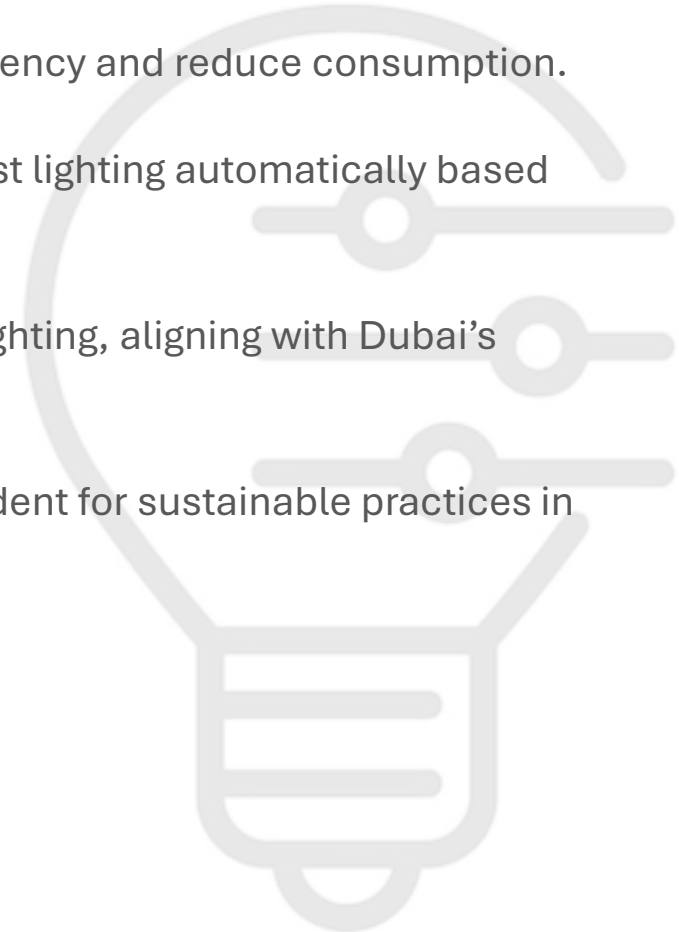 ency and reduce consumption.
st lighting automatically based
ghting, aligning with Dubai’s
dent for sustainable practices in